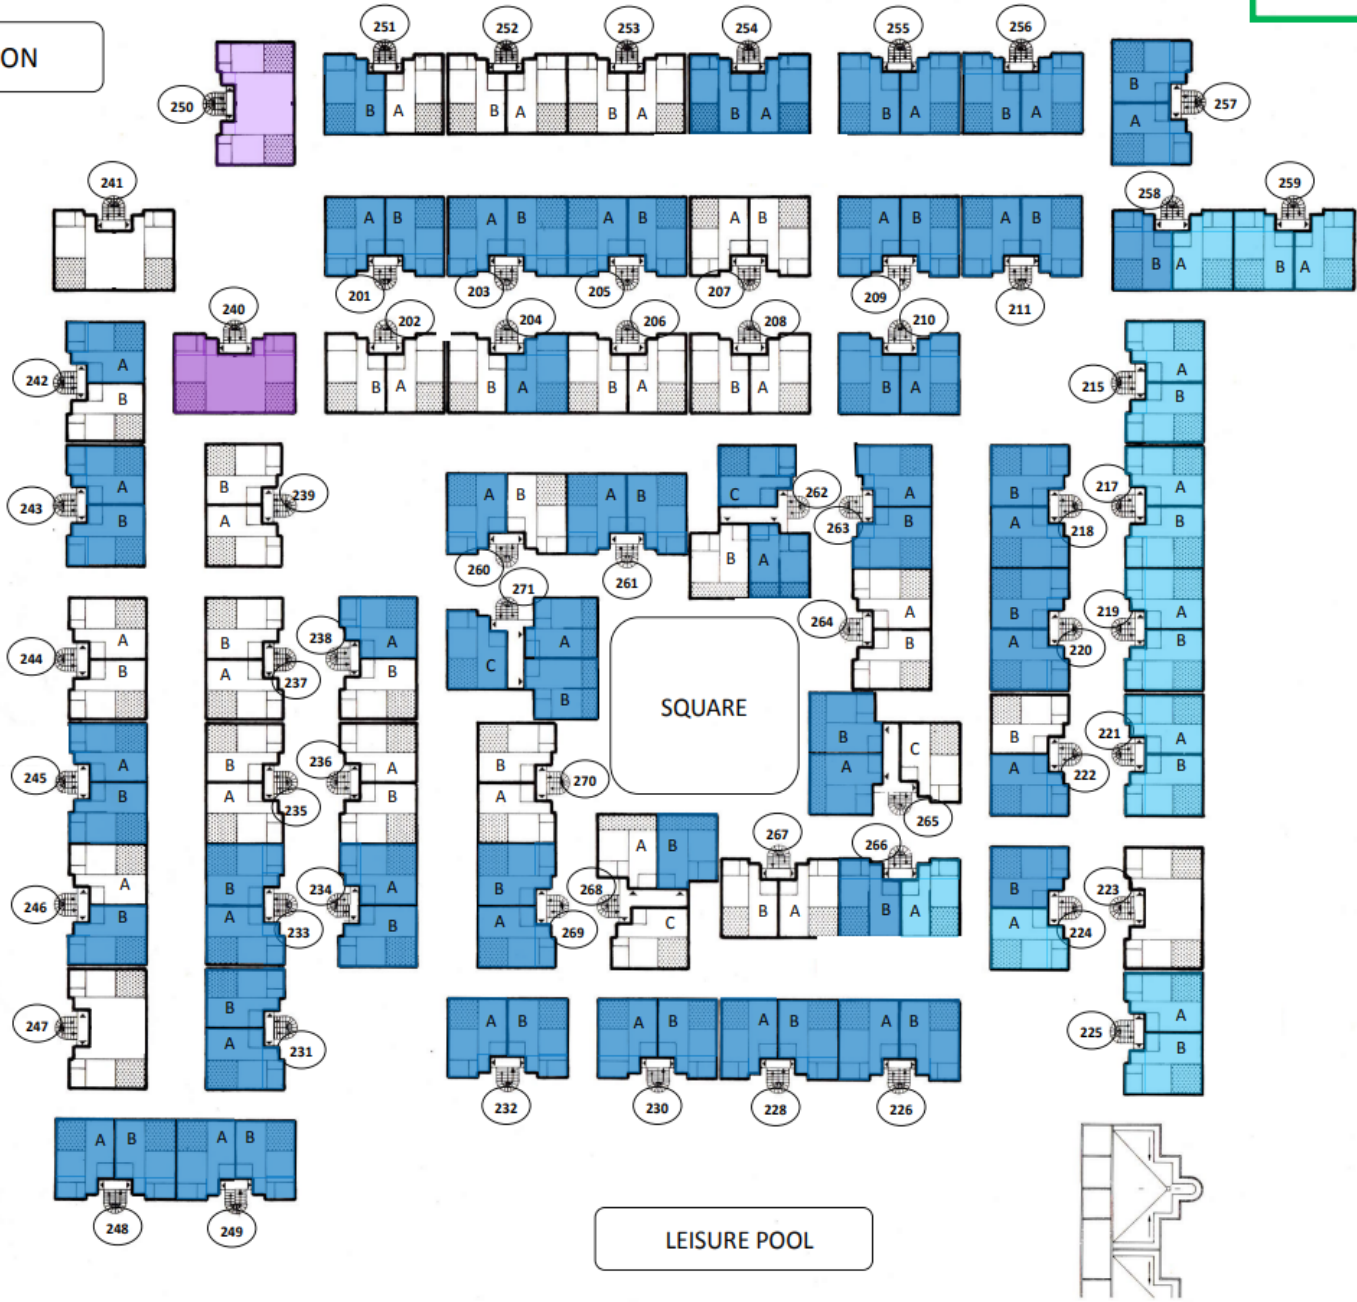 251 252 253 254 255 256
ON
250
B A B A B A B A B A B A
B
A
257
241
258 259
A B A B A B A B A B A B
B A B A
201 203 205 207 209 211
240 202 204 206 208 210
242
A
B
B A B A B A B A B A
215
A
B
243
A
B
B
A
239
A B A B
260 261
C
262
B A
263
A
B
B
A
218
217
A
B
271
244
A
B
B
A
237
238
A
B
C
A
B
SQUARE
264
A
B
B
A
220
219
A
B
245
A
B
B
A
235
236
A
B
B
A
270
B
A
C
265
B
A
222
221
A
B
246
A
B
B
A
233
234
A
B
B
A
269
268
A B
C
267
B A
266
B A
B
A
224
223
247
B
A
231
A B A B A B A B
232 230 228 226
225
A
B
A B A B
248 249
LEISURE POOL